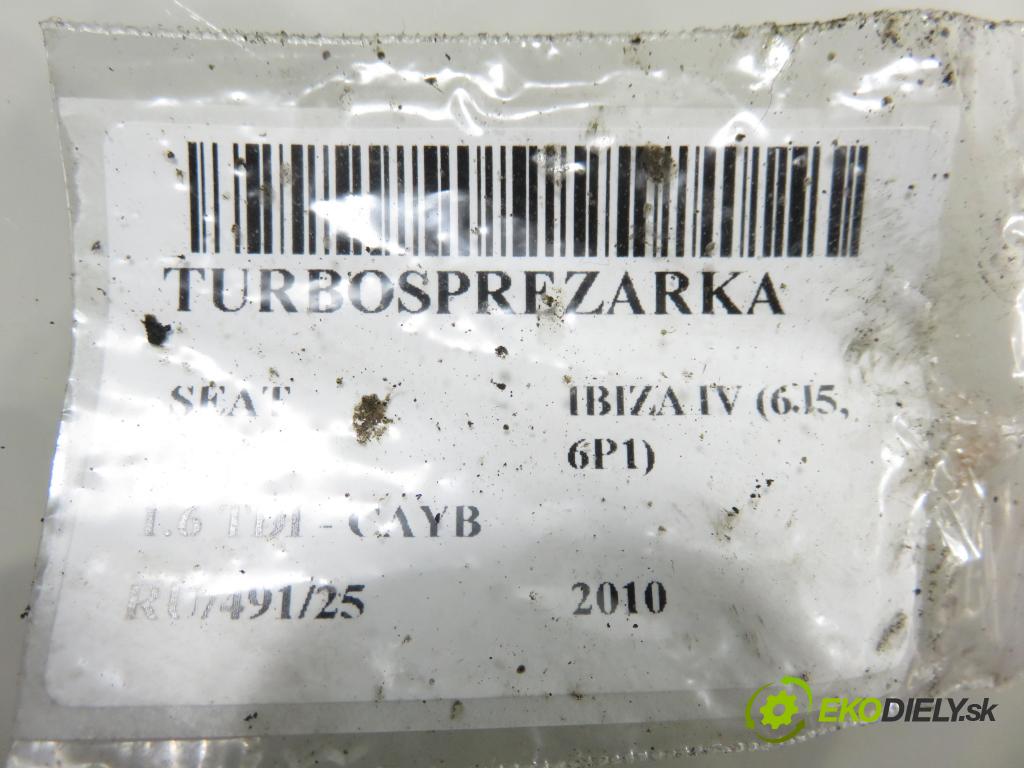 TURBOSPREZARKA
SEAT IBIZA IV (6J5,
6P1)
1.6 TDI - CAYB
RU/491/25 2010
EKODIELY.sk